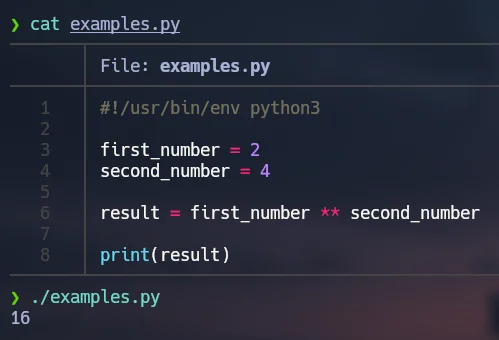 ❯ cat examples.py
File: examples.py
1 #!/usr/bin/env python3
2
3 first_number = 2
4 second_number = 4
5
6 result = first_number ** second_number
7
8 print(result)
❯ ./examples.py
16